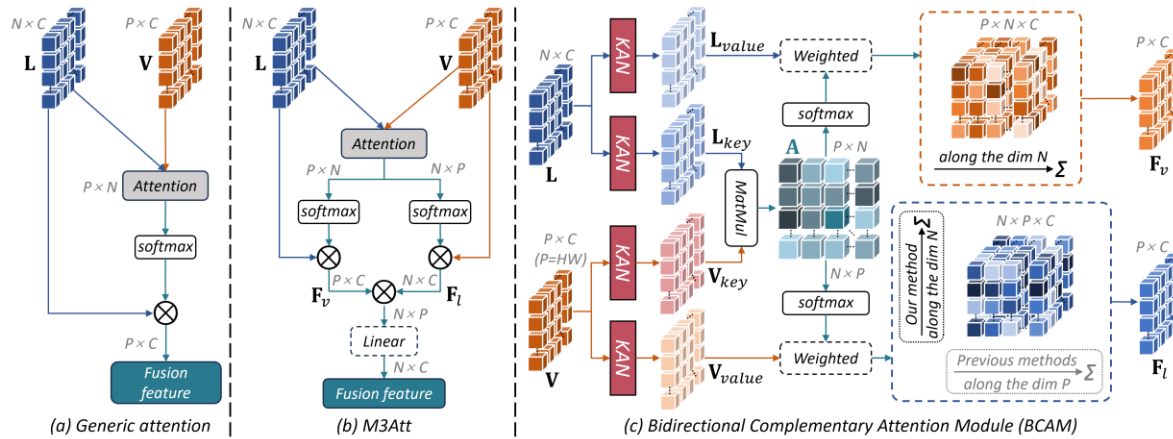 N × C
L
P × C
V
P × N
Attention
softmax
P × C
Fusion
feature
(a) Generic attention
N × C
L
P × C
V
Attention
P × N
N × P
softmax
softmax
P × C
N × C
F_v
F_l
N × P
Linear
N × C
Fusion feature
(b) M3Att
N × C
L
KAN
KAN
L_value
L_key
P × C
(P=HW)
V
KAN
KAN
V_key
V_value
MatMul
Weighted
softmax
A
P × N
N × P
softmax
Weighted
P × N × C
along the dim N
Σ
P × C
F_v
N × P × C
Our method
along the dim N
Σ
Previous methods
along the dim P
Σ
P × C
F_l
(c) Bidirectional Complementary Attention Module (BCAM)